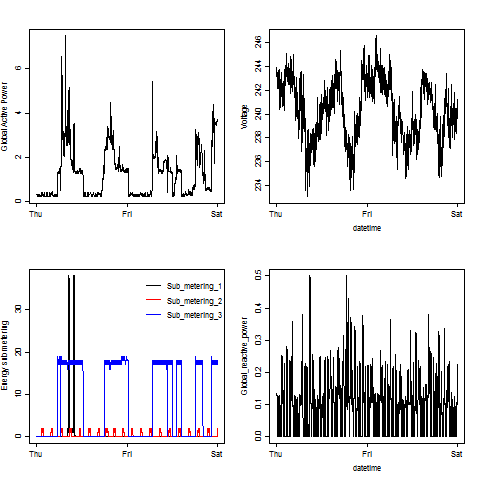 Global Active Power
0 2 4 6
Thu Fri Sat
Voltage
234 236 238 240 242 246
Thu Fri Sat
datetime
Energy sub metering
0 10 20 30
Sub_metering_1
Sub_metering_2
Sub_metering_3
Thu Fri Sat
Global_reactive_power
0.0 0.1 0.2 0.3 0.4 0.5
Thu Fri Sat
datetime